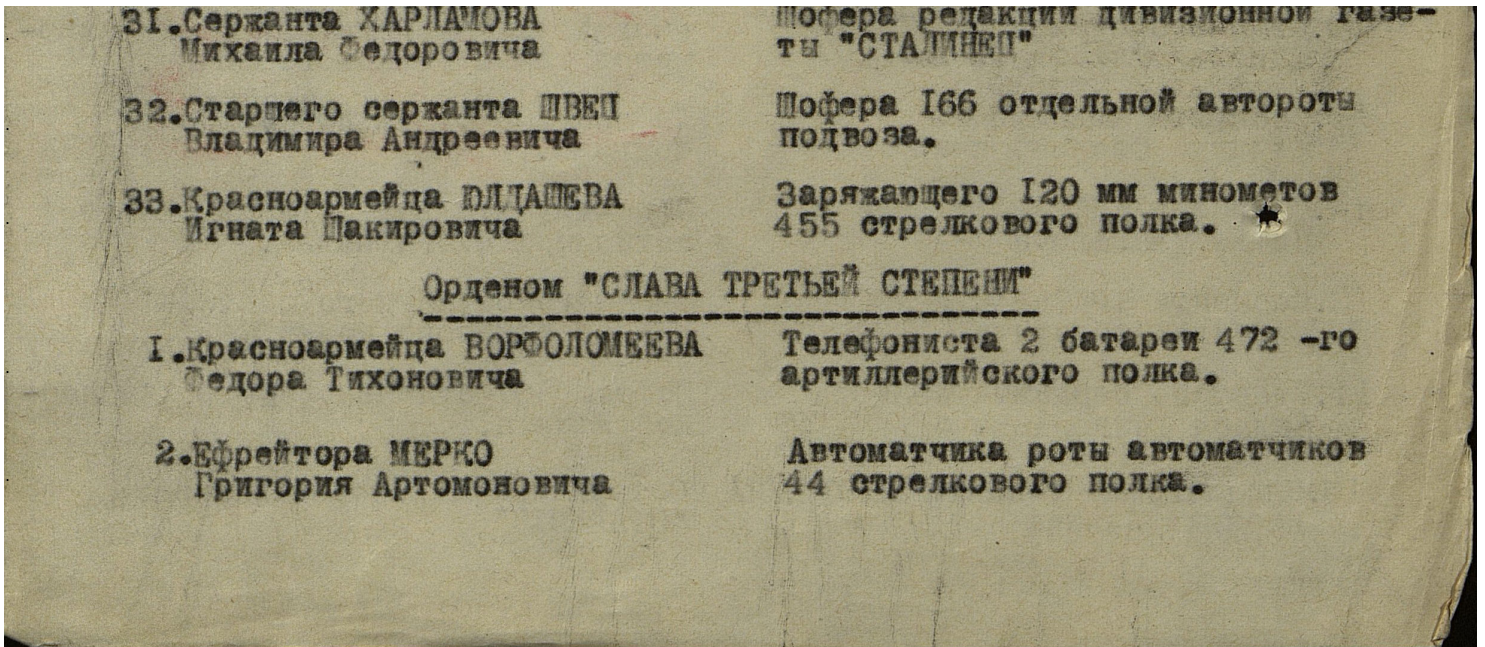 31.Сержанта ХАРЛАМОВА Шофера редакции дивизионной газе-
Михаила Федоровича ты "СТАЛИНЕЦ"
32.Старшего сержанта ШВЕЦ Шофера I66 отдельной автороты
Владимира Андреевича подвоза.
33.Красноармейца ЮЛДАШЕВА Заряжающего I20 мм минометов
Игната Шакировича 455 стрелкового полка.
Орденом "СЛАВА ТРЕТЬЕЙ СТЕПЕНИ"
I.Красноармейца ВОРФОЛОМЕЕВА Телефониста 2 батареи 472 -го
Федора Тихоновича артиллерийского полка.
2.Ефрейтора МЕРКО Автоматчика роты автоматчиков
Григория Артомоновича 44 стрелкового полка.